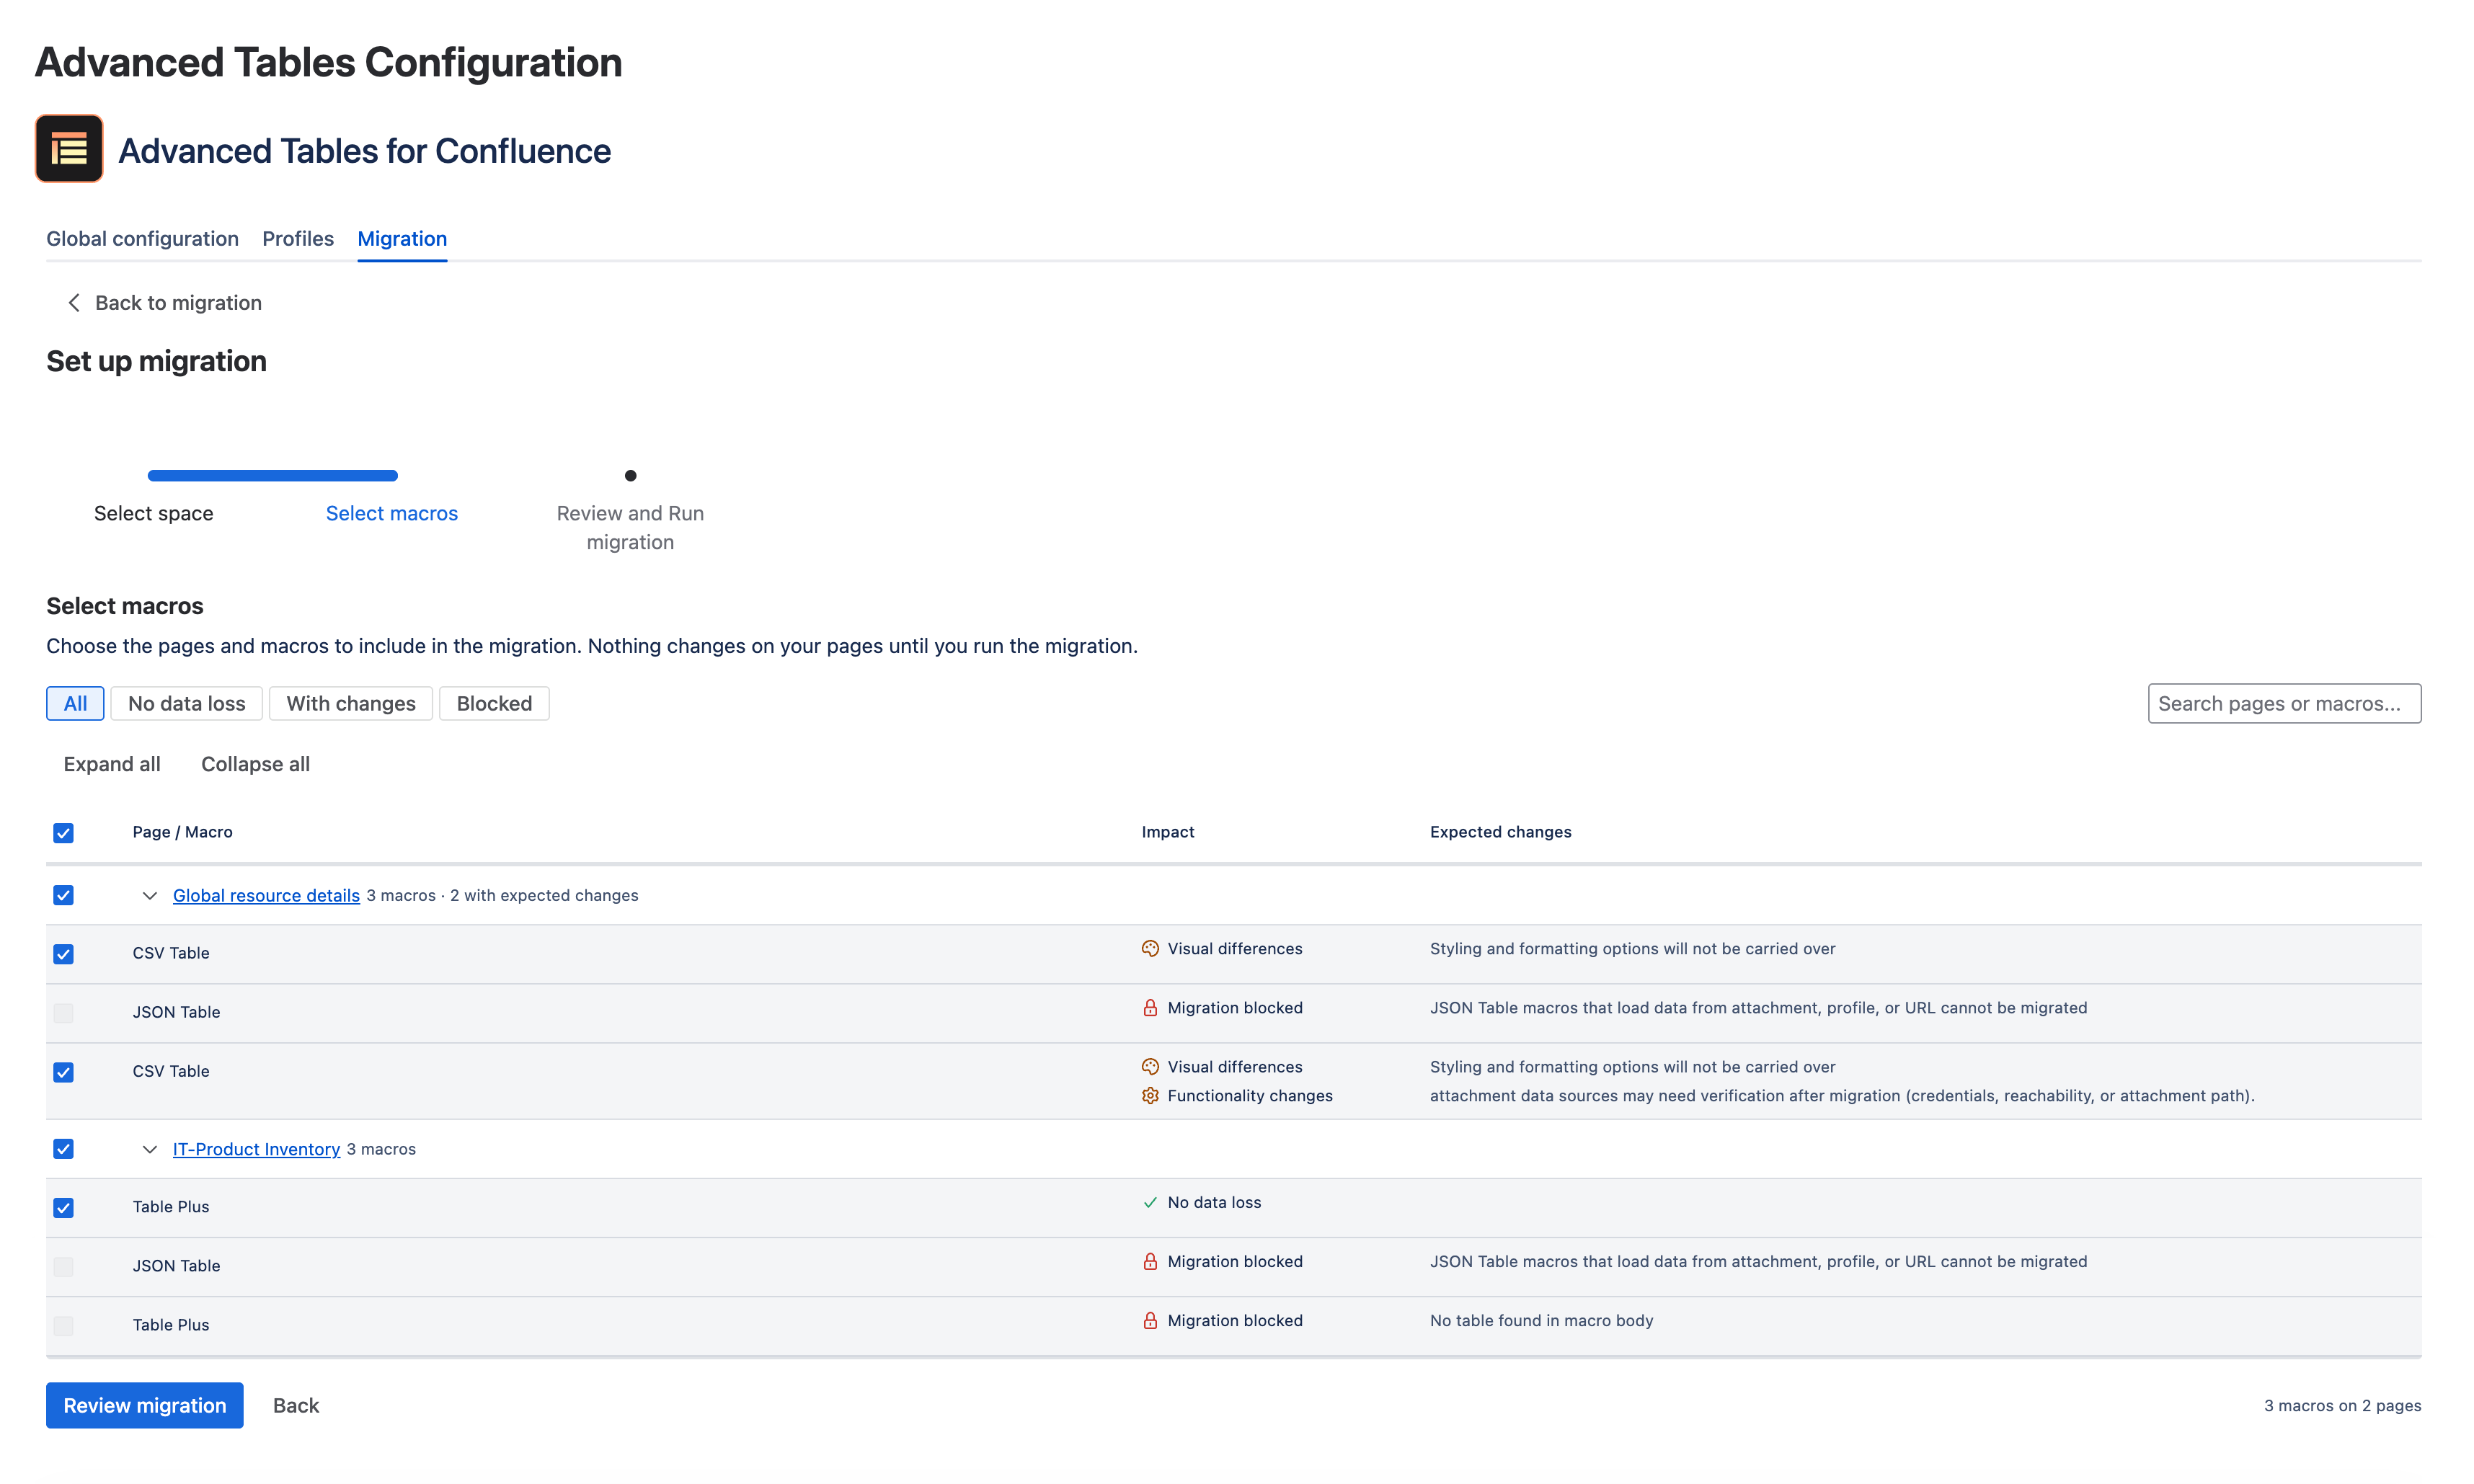 Advanced Tables Configuration
Advanced Tables for Confluence
Global configuration Profiles Migration
Back to migration
Set up migration
Select space Select macros Review and Run
migration
Select macros
Choose the pages and macros to include in the migration. Nothing changes on your pages until you run the migration.
All No data loss With changes Blocked Search pages or macros...
Expand all Collapse all
Page / Macro Impact Expected changes
Global resource details 3 macros · 2 with expected changes
CSV Table Visual differences Styling and formatting options will not be carried over
JSON Table Migration blocked JSON Table macros that load data from attachment, profile, or URL cannot be migrated
CSV Table Visual differences Styling and formatting options will not be carried over
Functionality changes attachment data sources may need verification after migration (credentials, reachability, or attachment path).
IT-Product Inventory 3 macros
Table Plus No data loss
JSON Table Migration blocked JSON Table macros that load data from attachment, profile, or URL cannot be migrated
Table Plus Migration blocked No table found in macro body
Review migration Back 3 macros on 2 pages